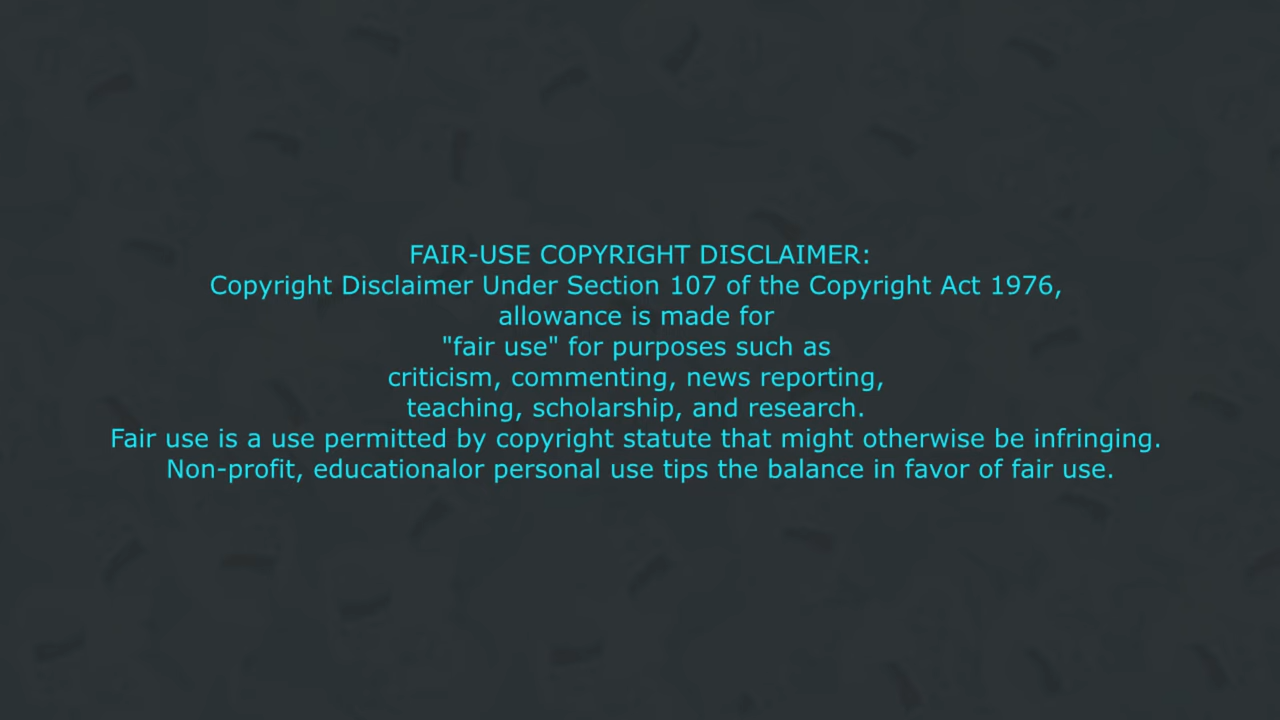 FAIR-USE COPYRIGHT DISCLAIMER:
Copyright Disclaimer Under Section 107 of the Copyright Act 1976,
allowance is made for
"fair use" for purposes such as
criticism, commenting, news reporting,
teaching, scholarship, and research.
Fair use is a use permitted by copyright statute that might otherwise be infringing.
Non-profit, educationalor personal use tips the balance in favor of fair use.